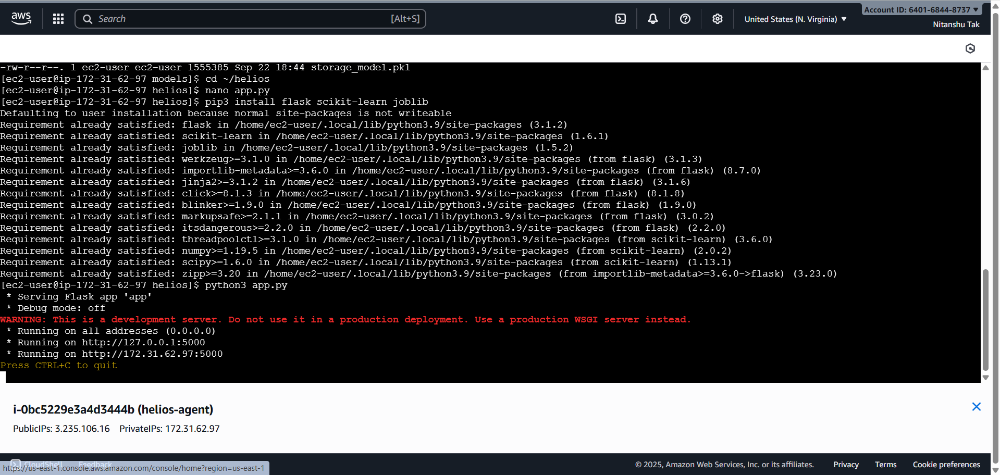 aws
Search [Alt+S]
United States (N. Virginia) ▼
Account ID: 6401-6844-8737 ▼
Nitanshu Tak
-rw-r--r--. 1 ec2-user ec2-user 1555385 Sep 22 18:44 storage_model.pkl
[ec2-user@ip-172-31-62-97 models]$ cd ~/helios
[ec2-user@ip-172-31-62-97 helios]$ nano app.py
[ec2-user@ip-172-31-62-97 helios]$ pip3 install flask scikit-learn joblib
Defaulting to user installation because normal site-packages is not writeable
Requirement already satisfied: flask in /home/ec2-user/.local/lib/python3.9/site-packages (3.1.2)
Requirement already satisfied: scikit-learn in /home/ec2-user/.local/lib/python3.9/site-packages (1.6.1)
Requirement already satisfied: joblib in /home/ec2-user/.local/lib/python3.9/site-packages (1.5.2)
Requirement already satisfied: werkzeug>=3.1.0 in /home/ec2-user/.local/lib/python3.9/site-packages (from flask) (3.1.3)
Requirement already satisfied: importlib-metadata>=3.6.0 in /home/ec2-user/.local/lib/python3.9/site-packages (from flask) (8.7.0)
Requirement already satisfied: jinja2>=3.1.2 in /home/ec2-user/.local/lib/python3.9/site-packages (from flask) (3.1.6)
Requirement already satisfied: click>=8.1.3 in /home/ec2-user/.local/lib/python3.9/site-packages (from flask) (8.1.8)
Requirement already satisfied: blinker>=1.9.0 in /home/ec2-user/.local/lib/python3.9/site-packages (from flask) (1.9.0)
Requirement already satisfied: markupsafe>=2.1.1 in /home/ec2-user/.local/lib/python3.9/site-packages (from flask) (3.0.2)
Requirement already satisfied: itsdangerous>=2.2.0 in /home/ec2-user/.local/lib/python3.9/site-packages (from flask) (2.2.0)
Requirement already satisfied: threadpoolctl>=3.1.0 in /home/ec2-user/.local/lib/python3.9/site-packages (from scikit-learn) (3.6.0)
Requirement already satisfied: numpy>=1.19.5 in /home/ec2-user/.local/lib/python3.9/site-packages (from scikit-learn) (2.0.2)
Requirement already satisfied: scipy>=1.6.0 in /home/ec2-user/.local/lib/python3.9/site-packages (from scikit-learn) (1.13.1)
Requirement already satisfied: zipp>=3.20 in /home/ec2-user/.local/lib/python3.9/site-packages (from importlib-metadata>=3.6.0->flask) (3.23.0)
[ec2-user@ip-172-31-62-97 helios]$ python3 app.py
 * Serving Flask app 'app'
 * Debug mode: off
WARNING: This is a development server. Do not use it in a production deployment. Use a production WSGI server instead.
 * Running on all addresses (0.0.0.0)
 * Running on http://127.0.0.1:5000
 * Running on http://172.31.62.97:5000
Press CTRL+C to quit
i-0bc5229e3a4d3444b (helios-agent)
PublicIPs: 3.235.106.16 PrivateIPs: 172.31.62.97
CloudShell Feedback
https://us-east-1.console.aws.amazon.com/console/home?region=us-east-1
© 2025, Amazon Web Services, Inc. or its affiliates. Privacy Terms Cookie preferences